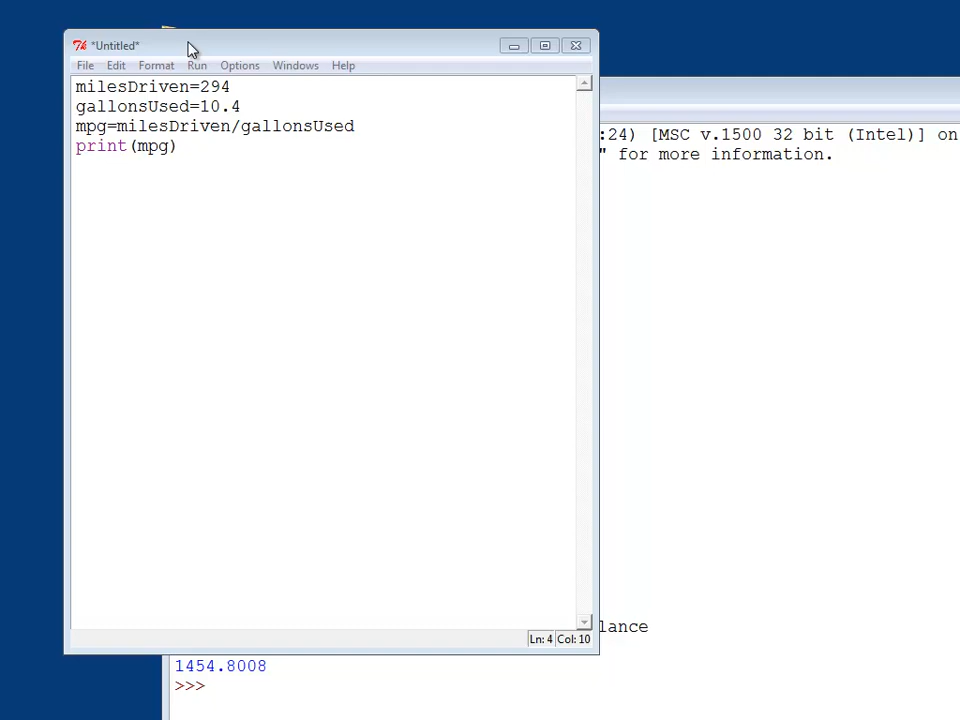 *Untitled*
File Edit Format Run Options Windows Help
milesDriven=294
gallonsUsed=10.4
mpg=milesDriven/gallonsUsed
print(mpg)
Ln: 4 Col: 10
:24) [MSC v.1500 32 bit (Intel)] on
" for more information.
lance
1454.8008
>>>